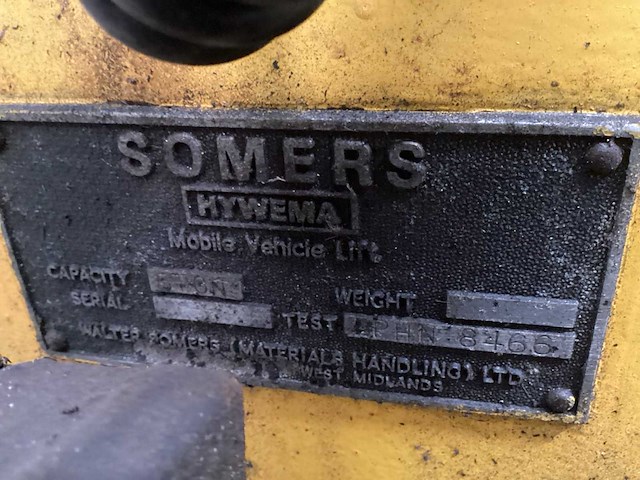 SOMERS
HYWEMA
Mobile Vehicle Lift
CAPACITY WEIGHT
SERIAL TEST PHN 8466
WALTER SOMERS (MATERIALS HANDLING) LTD
WEST MIDLANDS